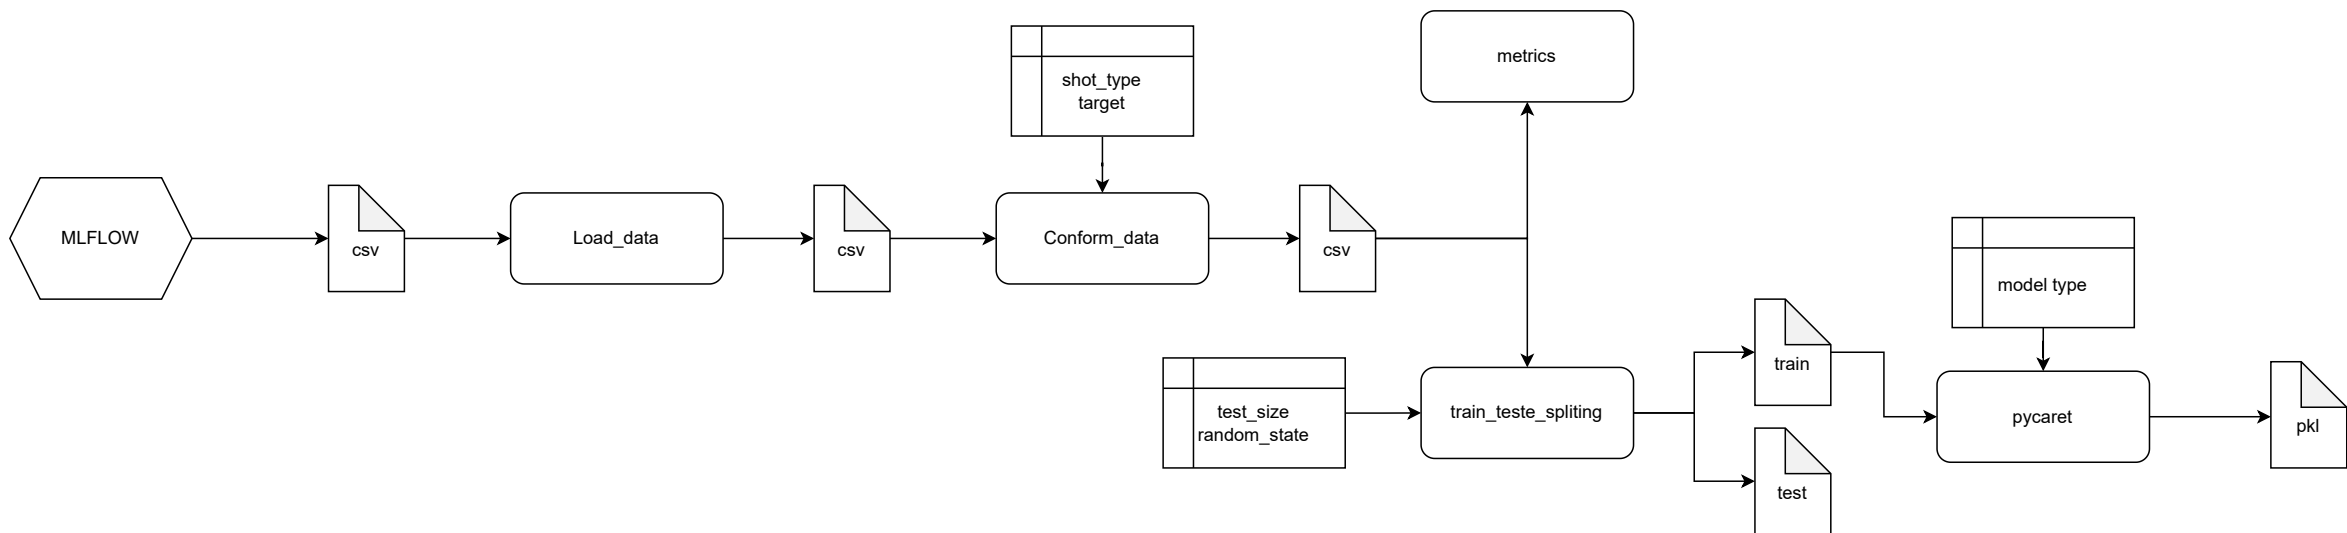 metrics
shot_type
target
MLFLOW
csv
Load_data
csv
Conform_data
csv
model type
train
test_size
random_state
train_teste_spliting
pycaret
pkl
test